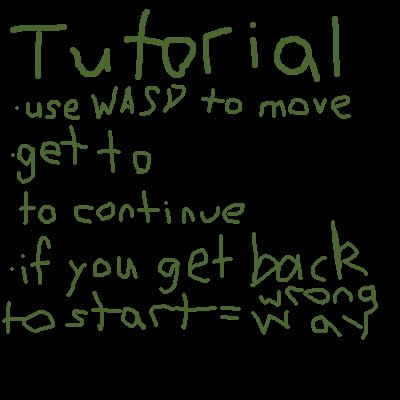 Tutorial
·use WASD to move
·get to
to continue
·if you get back
to start = wrong
way